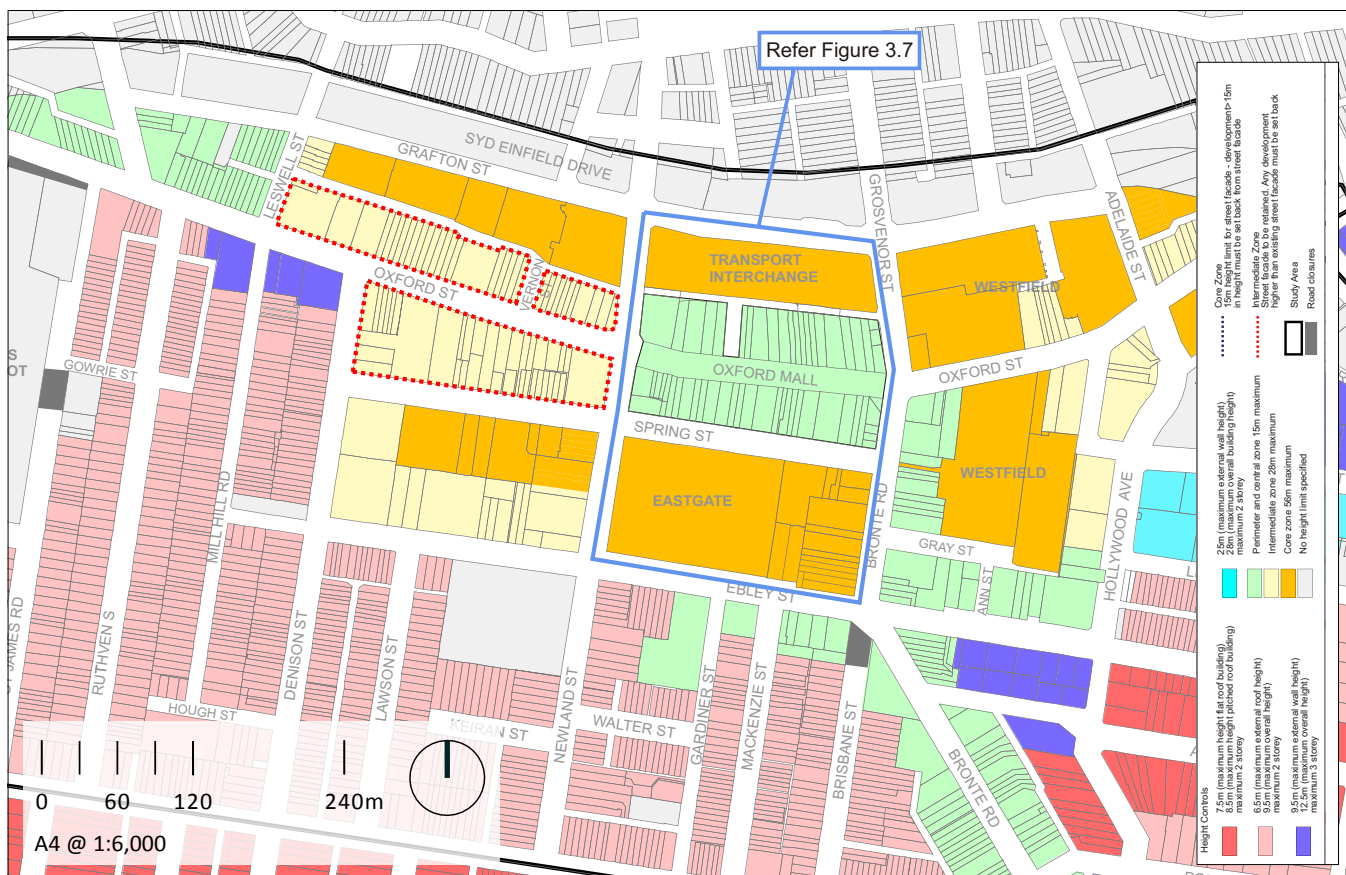 Refer Figure 3.7
SYD EINFIELD DRIVE
GRAFTON ST
LESWELL ST
GROSVENOR ST
ADELAIDE ST
TRANSPORT
INTERCHANGE
WESTFIELD
VERNON
ST
OXFORD ST
OXFORD ST
OXFORD MALL
S
OT
GOWRIE ST
SPRING ST
WESTFIELD
EASTGATE
MILL HILL RD
BRONTE RD
HOLLYWOOD AVE
GRAY ST
ANN ST
EBLEY ST
JAMES RD
RUTHVEN S
DENISON ST
LAWSON ST
NEWLAND ST
GARDINER ST
MACKENZIE ST
BRISBANE ST
BRONTE RD
HOUGH ST
KEIRAN ST
WALTER ST
0 60 120 240m
A4 @ 1:6,000
Height Controls
7.5m (maximum height flat roof building)
8.5m (maximum height pitched roof building)
maximum 2 storey
6.5m (maximum external roof height)
9.5m (maximum overall height)
maximum 2 storey
9.5m (maximum external wall height)
12.5m (maximum overall height)
maximum 3 storey
25m (maximum external wall height)
28m (maximum overall building height)
maximum 2 storey
Perimeter and central zone 15m maximum
Intermediate zone 28m maximum
Core zone 56m maximum
No height limit specified
Core Zone
15m height limit for street facade - development> 15m
in height must be set back from street facade
Intermediate Zone
Street facade to be retained. Any development
higher than existing street facade must be set back
Study Area
Road closures